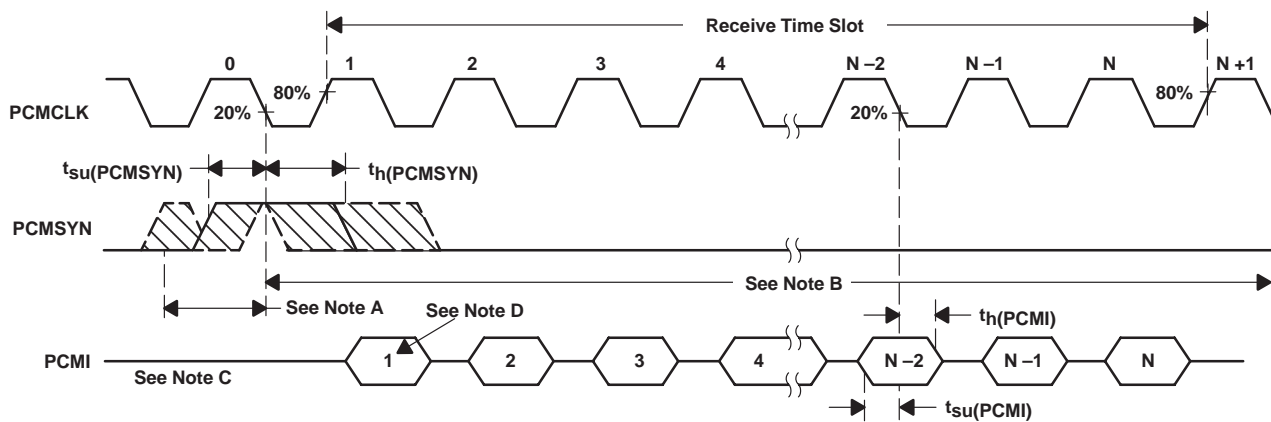 Receive Time Slot
0 1 2 3 4 N –2 N –1 N N +1
80% 80%
PCMCLK 20% 20%
tsu(PCMSYN) th(PCMSYN)
PCMSYN
See Note B
See Note A
See Note D
th(PCMI)
PCMI 1 2 3 4 N –2 N –1 N
See Note C
tsu(PCMI)